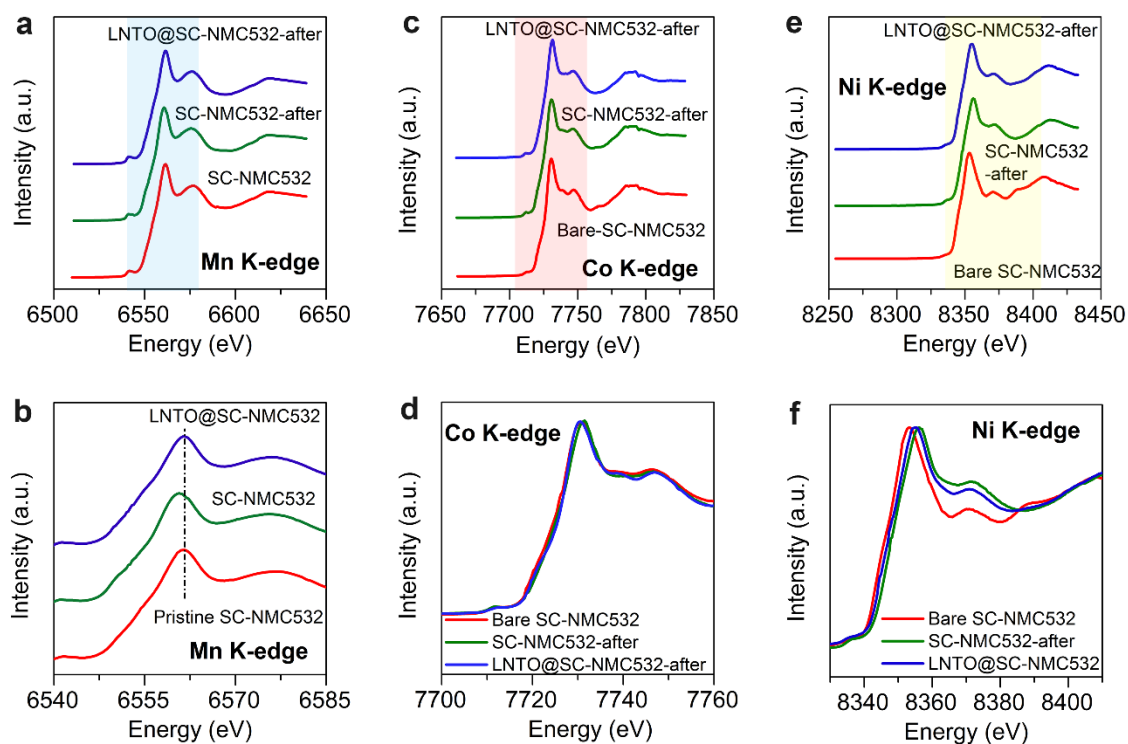 a
LNTO@SC-NMC532-after
SC-NMC532-after
SC-NMC532
Mn K-edge
Intensity (a.u.)
6500 6550 6600 6650
Energy (eV)
c
LNTO@SC-NMC532-after
SC-NMC532-after
Bare-SC-NMC532
Co K-edge
Intensity (a.u.)
7650 7700 7750 7800 7850
Energy (eV)
e
LNTO@SC-NMC532-after
Ni K-edge
SC-NMC532
-after
Bare SC-NMC532
Intensity (a.u.)
8250 8300 8350 8400 8450
Energy (eV)
b
LNTO@SC-NMC532
SC-NMC532
Pristine SC-NMC532
Mn K-edge
Intensity (a.u.)
6540 6555 6570 6585
Energy (eV)
d
Co K-edge
Bare SC-NMC532
SC-NMC532-after
LNTO@SC-NMC532-after
Intensity (a.u.)
7700 7720 7740 7760
Energy (eV)
f
Ni K-edge
Bare SC-NMC532
SC-NMC532-after
LNTO@SC-NMC532
Intensity (a.u.)
8340 8360 8380 8400
Energy (eV)